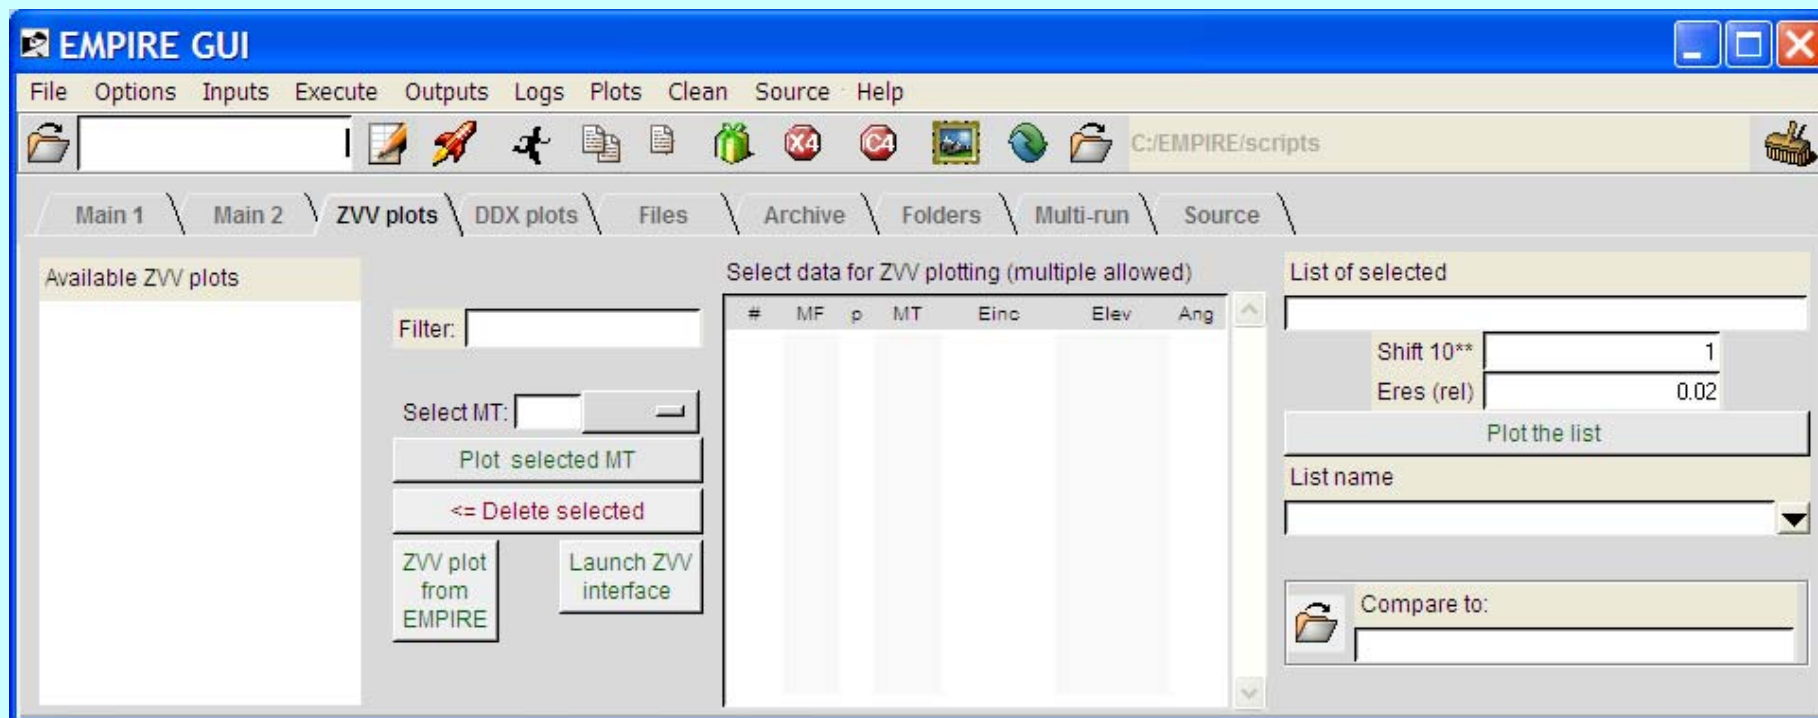 EMPIRE GUI
File Options Inputs Execute Outputs Logs Plots Clean Source Help
X4 C4 C:/EMPIRE/scripts
Main 1 Main 2 ZVV plots DDX plots Files Archive Folders Multi-run Source
Available ZVV plots
Filter:
Select MT:
Plot selected MT
<= Delete selected
ZVV plot
from
EMPIRE
Launch ZVV
interface
Select data for ZVV plotting (multiple allowed)
# MF p MT Einc Elev Ang
List of selected
Shift 10** 1
Eres (rel) 0.02
Plot the list
List name
Compare to: